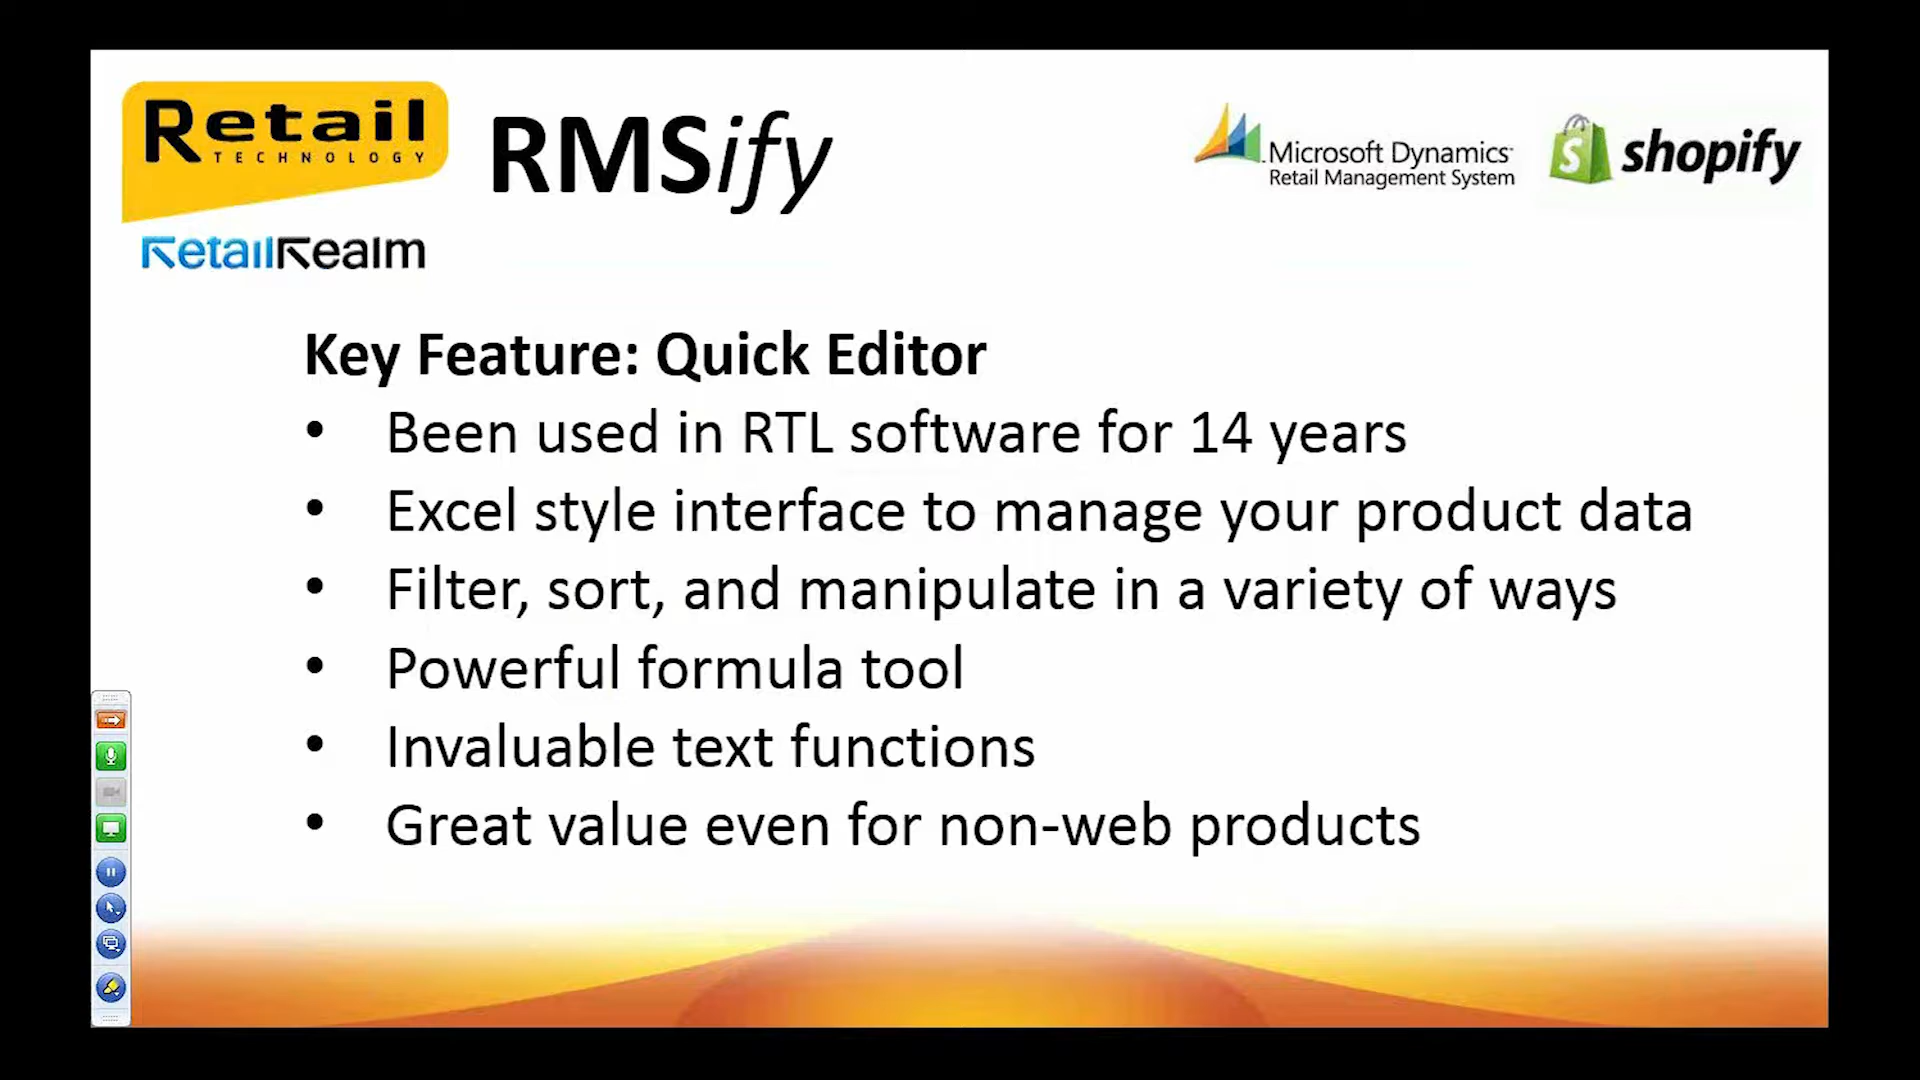 Retail
TECHNOLOGY
RetailRealm
RMSify
Microsoft Dynamics
Retail Management System
shopify
Key Feature: Quick Editor
• Been used in RTL software for 14 years
• Excel style interface to manage your product data
• Filter, sort, and manipulate in a variety of ways
• Powerful formula tool
• Invaluable text functions
• Great value even for non-web products